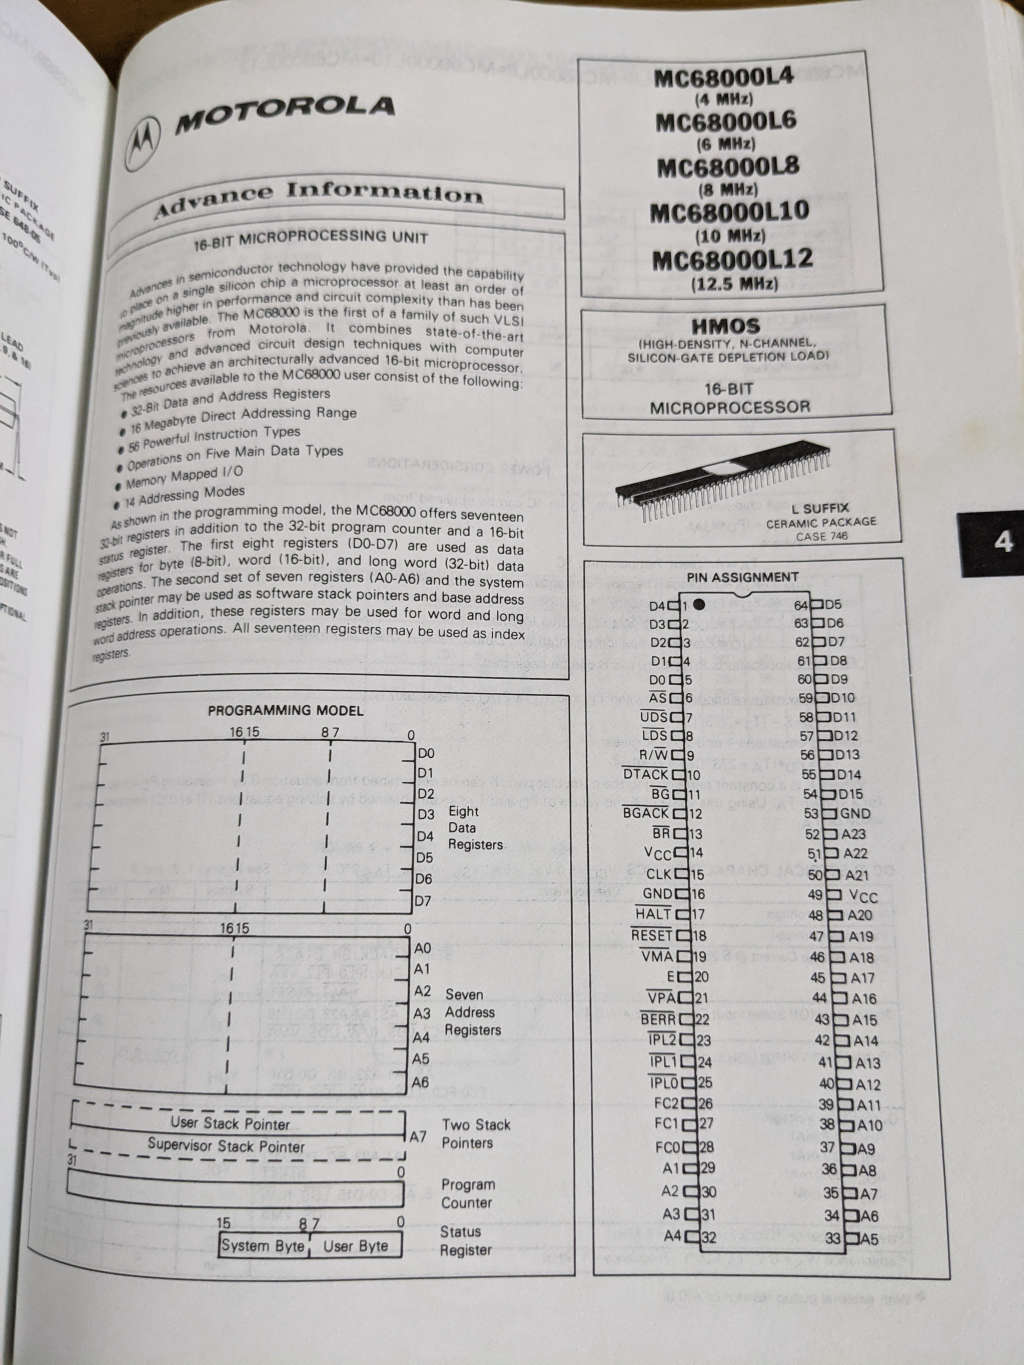 MOTOROLA
Advance Information
16-BIT MICROPROCESSING UNIT
Advances in semiconductor technology have provided the capability
to place on a single silicon chip a microprocessor at least an order of
magnitude higher in performance and circuit complexity than has been
previously available. The MC68000 is the first of a family of such VLSI
microprocessors from Motorola. It combines state-of-the-art
technology and advanced circuit design techniques with computer
sciences to achieve an architecturally advanced 16-bit microprocessor.
The resources available to the MC68000 user consist of the following:
• 32-Bit Data and Address Registers
• 16 Megabyte Direct Addressing Range
• 56 Powerful Instruction Types
• Operations on Five Main Data Types
• Memory Mapped I/O
• 14 Addressing Modes
As shown in the programming model, the MC68000 offers seventeen
32-bit registers in addition to the 32-bit program counter and a 16-bit
status register. The first eight registers (D0-D7) are used as data
registers for byte (8-bit), word (16-bit), and long word (32-bit) data
operations. The second set of seven registers (A0-A6) and the system
stack pointer may be used as software stack pointers and base address
registers. In addition, these registers may be used for word and long
word address operations. All seventeen registers may be used as index
registers.
PROGRAMMING MODEL
31 16 15 8 7 0
D0
D1
D2
D3
D4
D5
D6
D7
Eight
Data
Registers
31 16 15 0
A0
A1
A2
A3
A4
A5
A6
Seven
Address
Registers
User Stack Pointer
Supervisor Stack Pointer
A7
Two Stack
Pointers
31 0
Program
Counter
15 8 7 0
System Byte User Byte
Status
Register
MC68000L4
(4 MHz)
MC68000L6
(6 MHz)
MC68000L8
(8 MHz)
MC68000L10
(10 MHz)
MC68000L12
(12.5 MHz)
HMOS
(HIGH-DENSITY, N-CHANNEL,
SILICON-GATE DEPLETION LOAD)
16-BIT
MICROPROCESSOR
L SUFFIX
CERAMIC PACKAGE
CASE 746
4
PIN ASSIGNMENT
D4 1 64 D5
D3 2 63 D6
D2 3 62 D7
D1 4 61 D8
D0 5 60 D9
AS 6 59 D10
UDS 7 58 D11
LDS 8 57 D12
R/W 9 56 D13
DTACK 10 55 D14
BG 11 54 D15
BGACK 12 53 GND
BR 13 52 A23
VCC 14 51 A22
CLK 15 50 A21
GND 16 49 VCC
HALT 17 48 A20
RESET 18 47 A19
VMA 19 46 A18
E 20 45 A17
VPA 21 44 A16
BERR 22 43 A15
IPL2 23 42 A14
IPL1 24 41 A13
IPL0 25 40 A12
FC2 26 39 A11
FC1 27 38 A10
FC0 28 37 A9
A1 29 36 A8
A2 30 35 A7
A3 31 34 A6
A4 32 33 A5